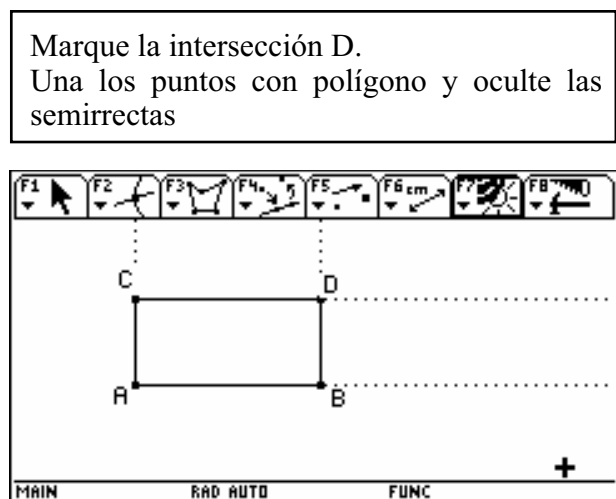 Marque la intersección D.
Una los puntos con polígono y oculte las
semirrectas
F1 F2 F3 F4 F5 F6 cm F7 F8
C D
A B
MAIN RAD AUTO FUNC